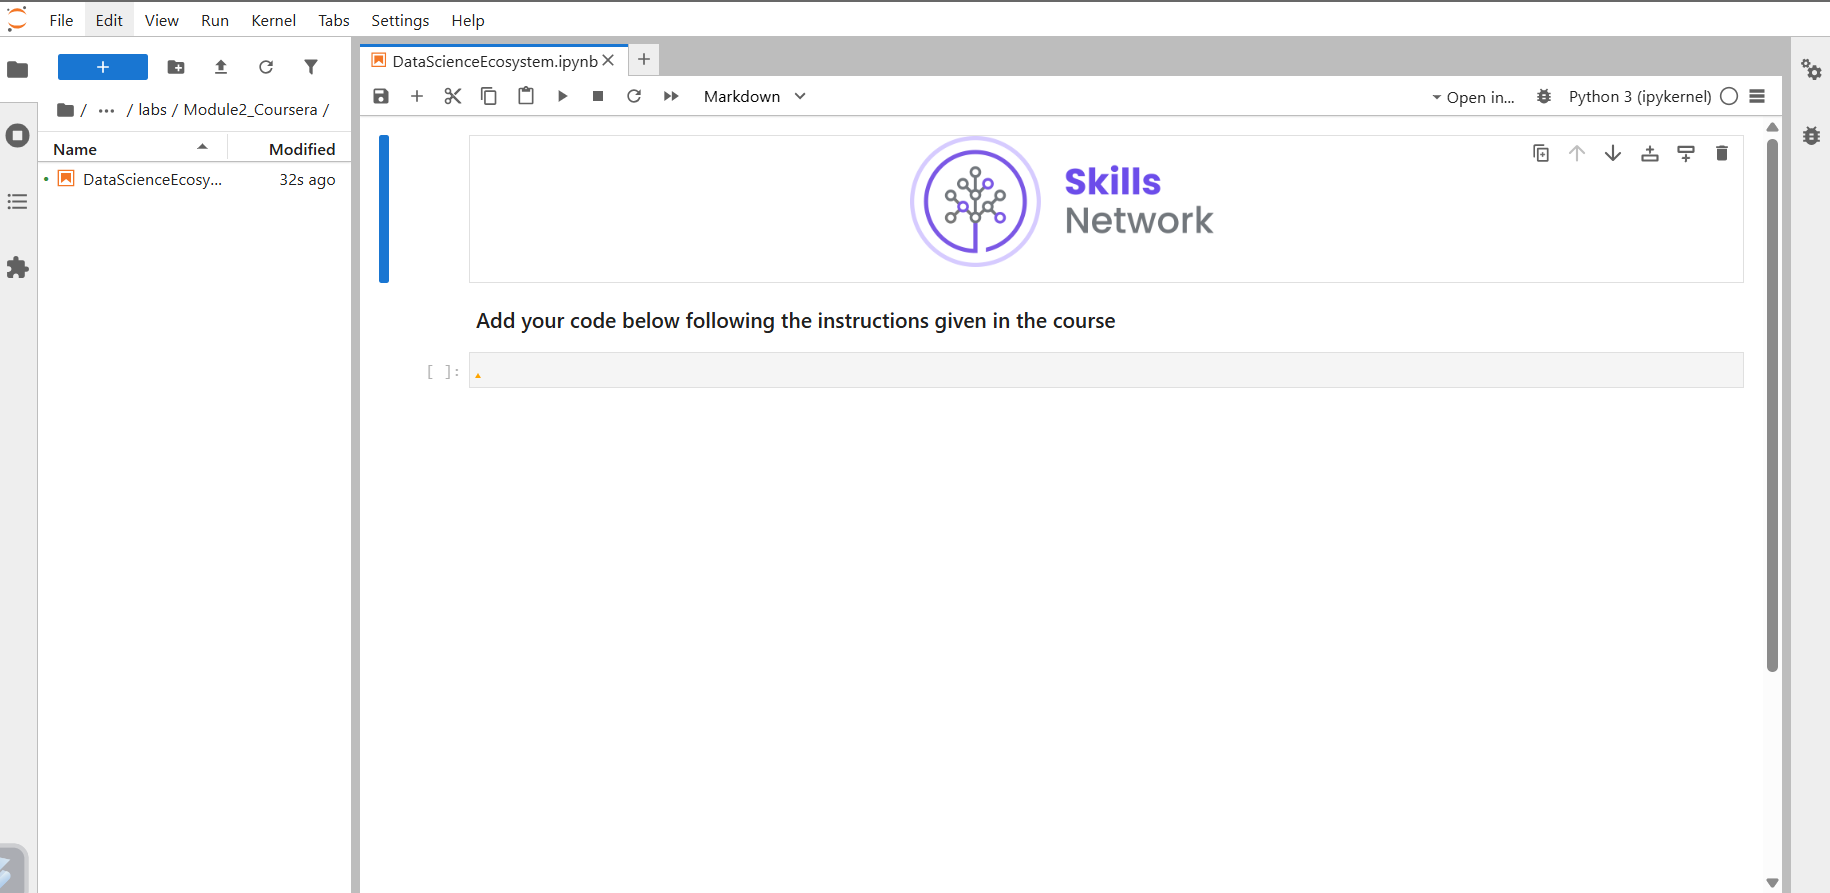 File Edit View Run Kernel Tabs Settings Help
DataScienceEcosystem.ipynb
Markdown
Open in...
Python 3 (ipykernel)
/ ... / labs / Module2_Coursera /
Name
Modified
DataScienceEcosy...
32s ago
Skills
Network
Add your code below following the instructions given in the course
[ ]: